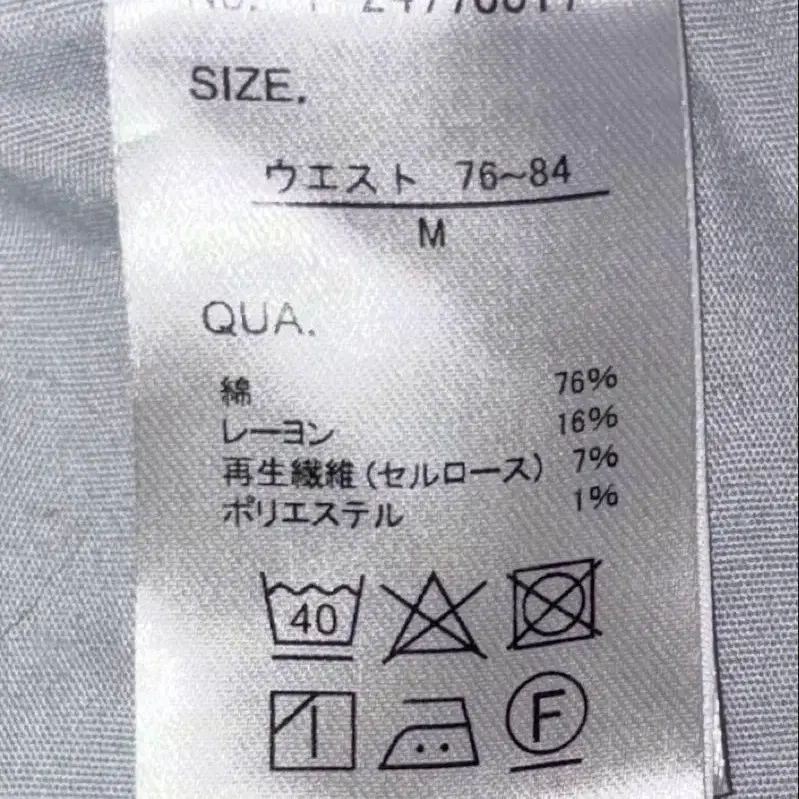 SIZE.
ウエスト 76~84
M
QUA.
綿 76%
レーヨン 16%
再生繊維(セルロース) 7%
ポリエステル 1%
40
F